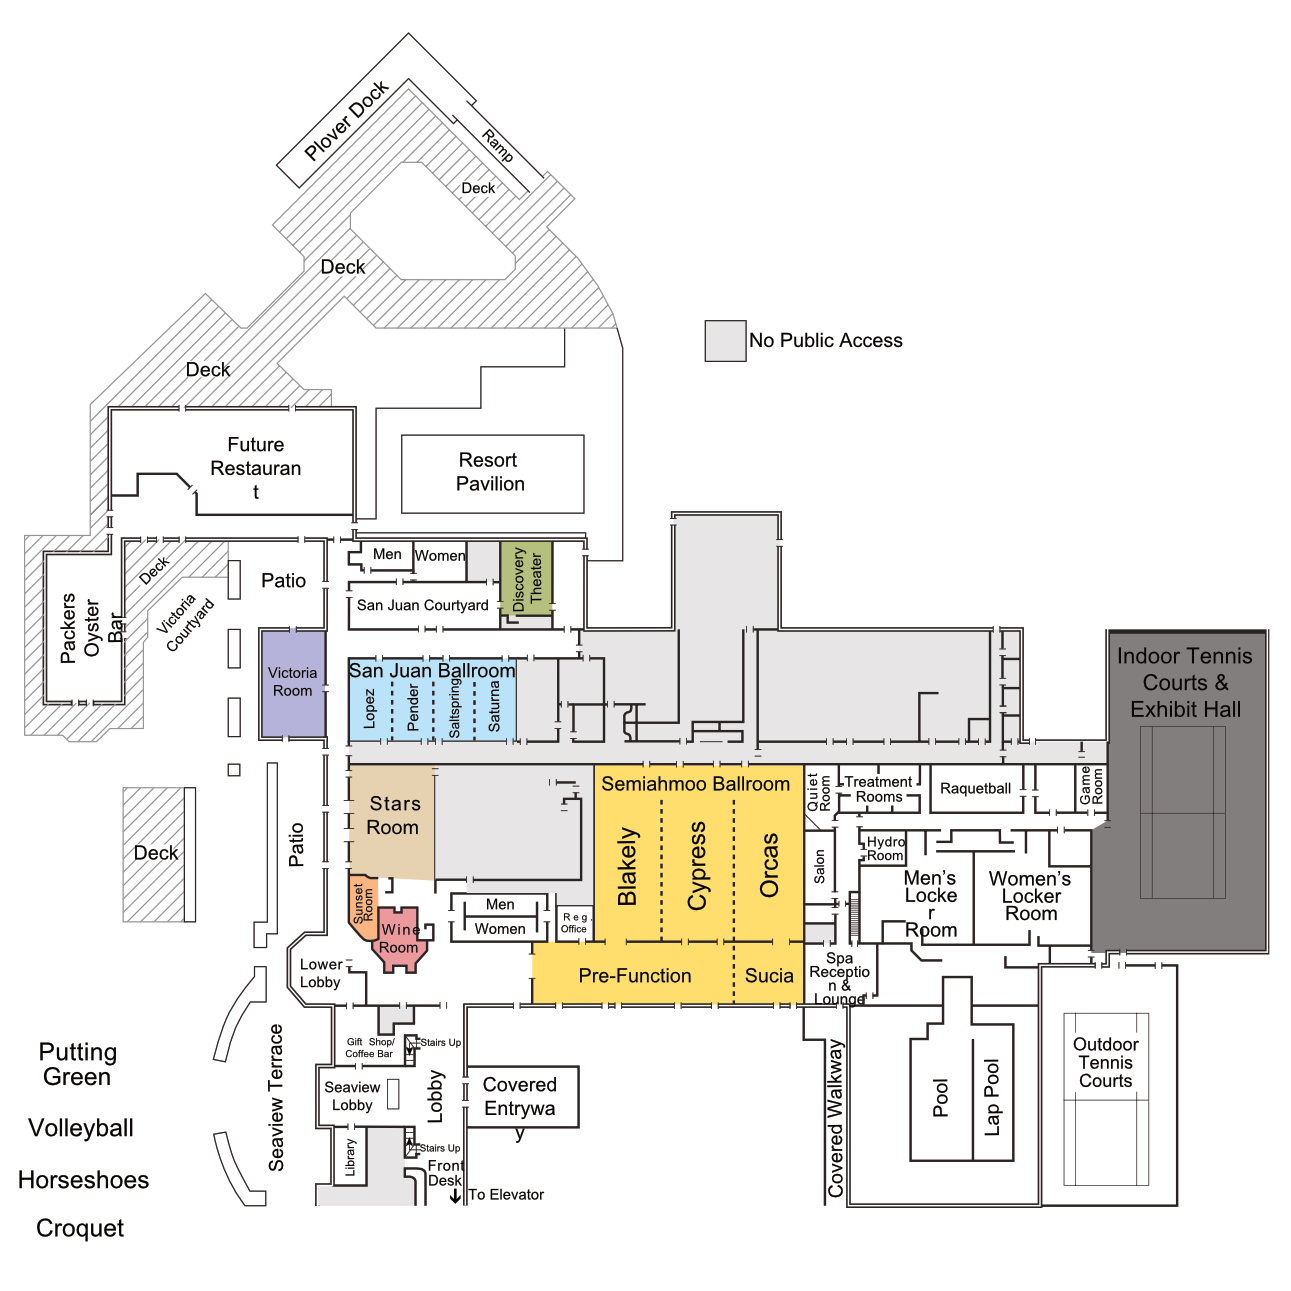 Plover Dock
Ramp
Deck
Deck
Deck
No Public Access
Future
Restauran
t
Resort
Pavilion
Men
Women
Discovery
Theater
San Juan Courtyard
Deck
Patio
Victoria
Courtyard
Packers
Oyster
Bar
Victoria
Room
San Juan Ballroom
Lopez
Pender
Saltspring
Saturna
Indoor Tennis
Courts &
Exhibit Hall
Stars
Room
Semiahmoo Ballroom
Blakely
Cypress
Orcas
Quiet
Room
Treatment
Rooms
Raquetball
Game
Room
Deck
Patio
Salon
Hydro
Room
Men's
Locke
r
Room
Women's
Locker
Room
Sunset
Room
Wine
Room
Men
Women
Reg.
Office
Lower
Lobby
Pre-Function
Sucia
Spa
Receptio
n &
Lounge
Gift Shop/
Coffee Bar
Stairs Up
Seaview
Lobby
Lobby
Covered
Entrywa
y
Library
Stairs Up
Front
Desk
To Elevator
Seaview Terrace
Covered Walkway
Pool
Lap Pool
Outdoor
Tennis
Courts
Putting
Green
Volleyball
Horseshoes
Croquet